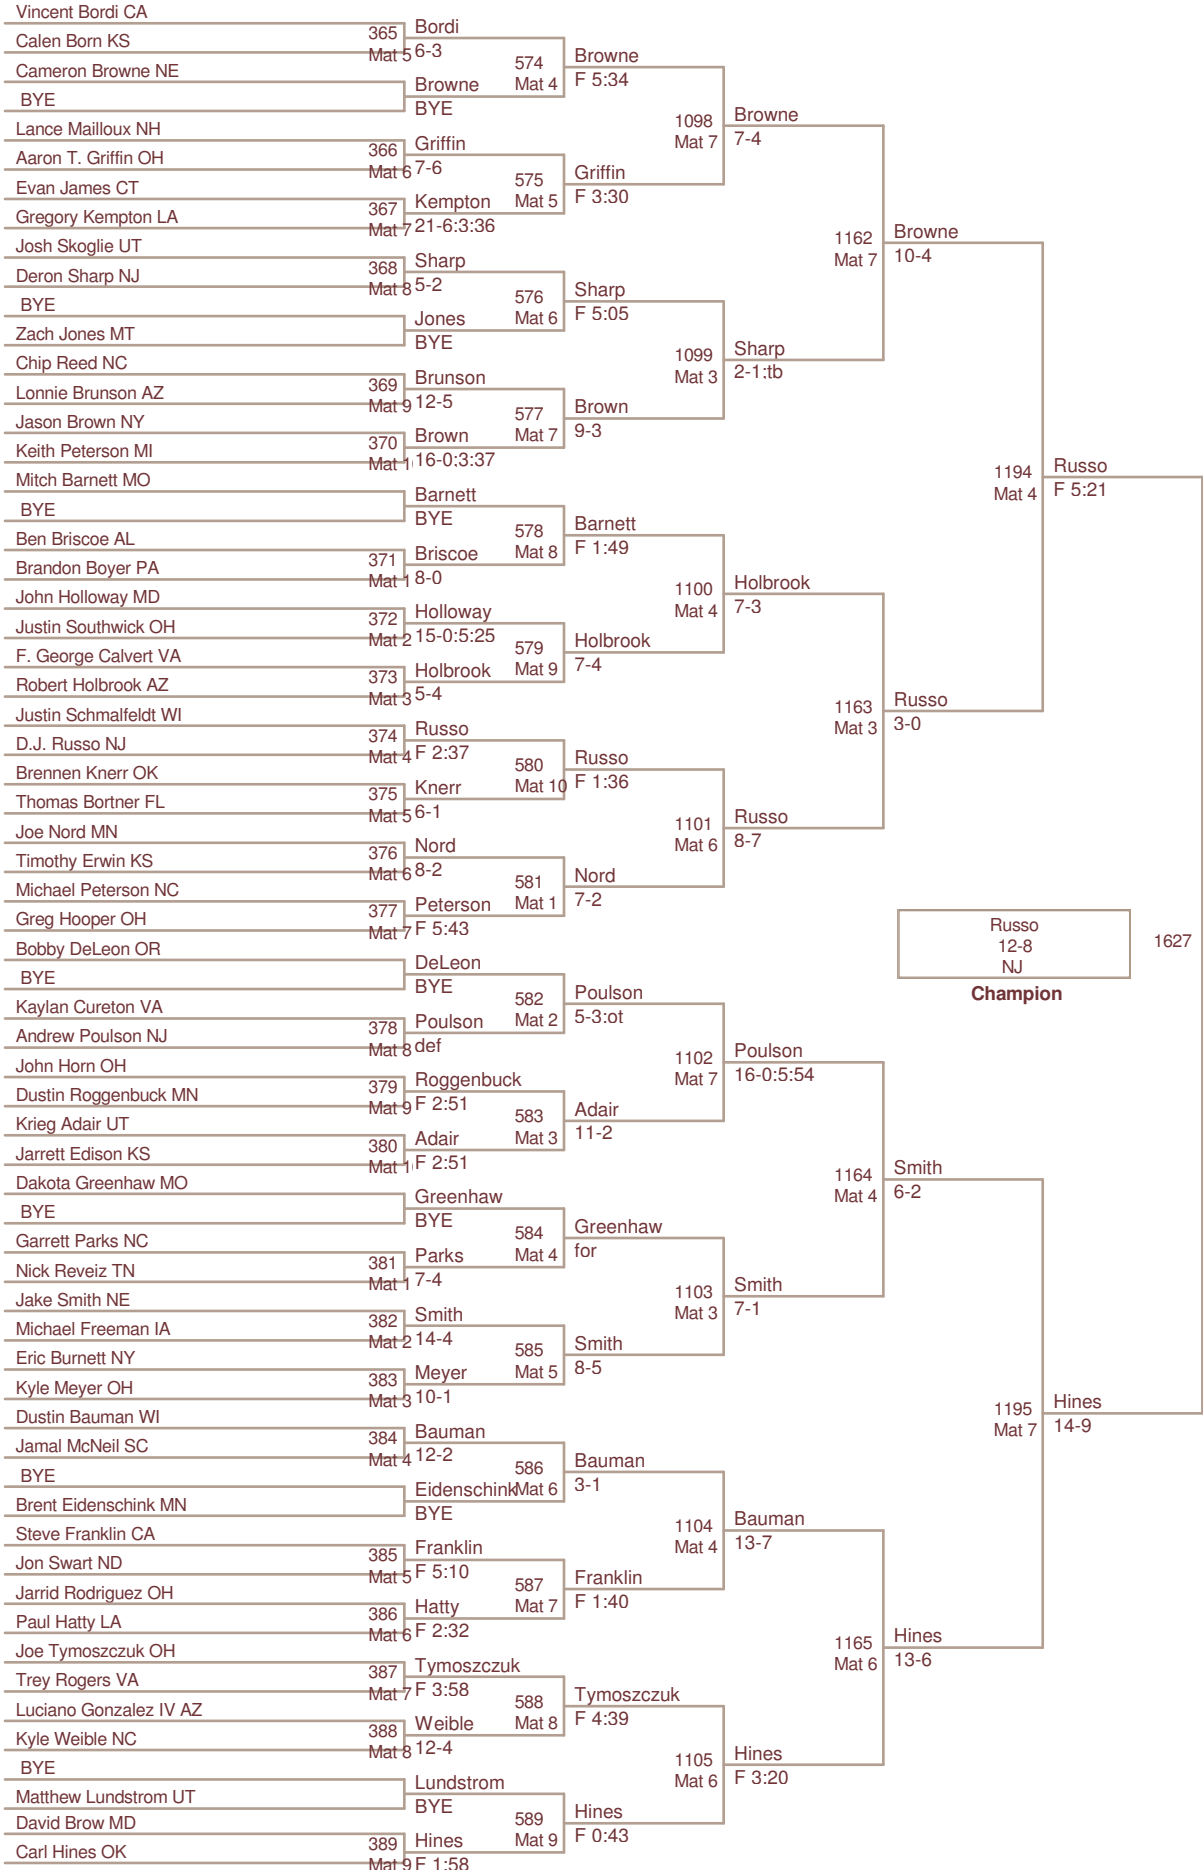 Vincent Bordi CA
Calen Born KS
Cameron Browne NE
BYE
Lance Mailloux NH
Aaron T. Griffin OH
Evan James CT
Gregory Kempton LA
Josh Skoglie UT
Deron Sharp NJ
BYE
Zach Jones MT
Chip Reed NC
Lonnie Brunson AZ
Jason Brown NY
Keith Peterson MI
Mitch Barnett MO
BYE
Ben Briscoe AL
Brandon Boyer PA
John Holloway MD
Justin Southwick OH
F. George Calvert VA
Robert Holbrook AZ
Justin Schmalfeldt WI
D.J. Russo NJ
Brennen Knerr OK
Thomas Bortner FL
Joe Nord MN
Timothy Erwin KS
Michael Peterson NC
Greg Hooper OH
Bobby DeLeon OR
BYE
Kaylan Cureton VA
Andrew Poulson NJ
John Horn OH
Dustin Roggenbuck MN
Krieg Adair UT
Jarrett Edison KS
Dakota Greenhaw MO
BYE
Garrett Parks NC
Nick Reveiz TN
Jake Smith NE
Michael Freeman IA
Eric Burnett NY
Kyle Meyer OH
Dustin Bauman WI
Jamal McNeil SC
BYE
Brent Eidenschink MN
Steve Franklin CA
Jon Swart ND
Jarrid Rodriguez OH
Paul Hatty LA
Joe Tymoszczuk OH
Trey Rogers VA
Luciano Gonzalez IV AZ
Kyle Weible NC
BYE
Matthew Lundstrom UT
David Brow MD
Carl Hines OK
365 Bordi
Mat 5 6-3
Browne
BYE
366 Griffin
Mat 6 7-6
367 Kempton
Mat 7 21-6:3:36
368 Sharp
Mat 8 5-2
Jones
BYE
369 Brunson
Mat 9 12-5
370 Brown
Mat 1 16-0:3:37
Barnett
BYE
371 Briscoe
Mat 1 8-0
372 Holloway
Mat 2 15-0:5:25
373 Holbrook
Mat 3 5-4
374 Russo
Mat 4 F 2:37
375 Knerr
Mat 5 6-1
376 Nord
Mat 6 8-2
377 Peterson
Mat 7 F 5:43
DeLeon
BYE
378 Poulson
Mat 8 def
379 Roggenbuck
Mat 9 F 2:51
380 Adair
Mat 1 F 2:51
Greenhaw
BYE
381 Parks
Mat 1 7-4
382 Smith
Mat 2 14-4
383 Meyer
Mat 3 10-1
384 Bauman
Mat 4 12-2
Eidenschink
BYE
385 Franklin
Mat 5 F 5:10
386 Hatty
Mat 6 F 2:32
387 Tymoszczuk
Mat 7 F 3:58
388 Weible
Mat 8 12-4
Lundstrom
BYE
389 Hines
Mat 9 F 1:58
574 Browne
Mat 4 F 5:34
575 Griffin
Mat 5 F 3:30
576 Sharp
Mat 6 F 5:05
577 Brown
Mat 7 9-3
578 Barnett
Mat 8 F 1:49
579 Holbrook
Mat 9 7-4
580 Russo
Mat 10 F 1:36
581 Nord
Mat 1 7-2
582 Poulson
Mat 2 5-3:ot
583 Adair
Mat 3 11-2
584 Greenhaw
Mat 4 for
585 Smith
Mat 5 8-5
586 Bauman
Mat 6 3-1
587 Franklin
Mat 7 F 1:40
588 Tymoszczuk
Mat 8 F 4:39
589 Hines
Mat 9 F 0:43
1098 Browne
Mat 7 7-4
1099 Sharp
Mat 3 2-1:tb
1100 Holbrook
Mat 4 7-3
1101 Russo
Mat 6 8-7
1102 Poulson
Mat 7 16-0:5:54
1103 Smith
Mat 3 7-1
1104 Bauman
Mat 4 13-7
1105 Hines
Mat 6 F 3:20
1162 Browne
Mat 7 10-4
1163 Russo
Mat 3 3-0
1164 Smith
Mat 4 6-2
1165 Hines
Mat 6 13-6
1194 Russo
Mat 4 F 5:21
1195 Hines
Mat 7 14-9
Russo
12-8
NJ
1627
Champion